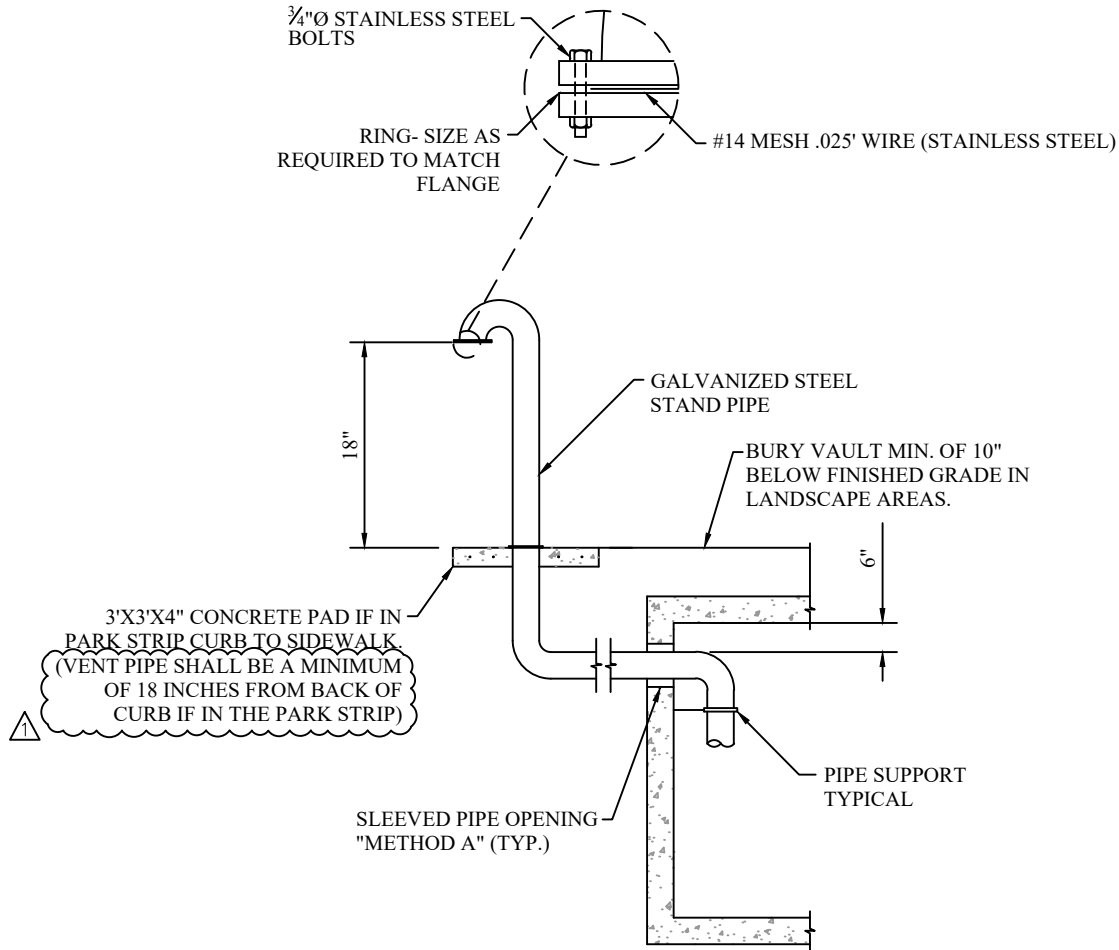 ¾"Ø STAINLESS STEEL
BOLTS
RING- SIZE AS
REQUIRED TO MATCH
FLANGE
#14 MESH .025' WIRE (STAINLESS STEEL)
18"
GALVANIZED STEEL
STAND PIPE
BURY VAULT MIN. OF 10"
BELOW FINISHED GRADE IN
LANDSCAPE AREAS.
6"
3'X3'X4" CONCRETE PAD IF IN
PARK STRIP CURB TO SIDEWALK.
(VENT PIPE SHALL BE A MINIMUM
OF 18 INCHES FROM BACK OF
CURB IF IN THE PARK STRIP)
1
PIPE SUPPORT
TYPICAL
SLEEVED PIPE OPENING
"METHOD A" (TYP.)